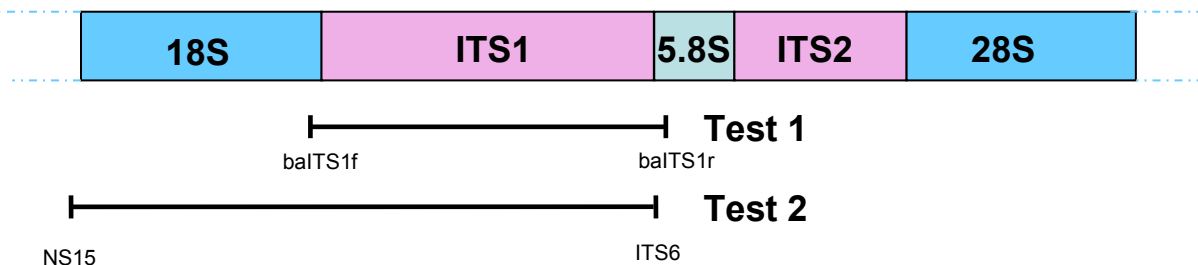 18S ITS1 5.8S ITS2 28S
Test 1
baITS1f baITS1r
Test 2
NS15 ITS6